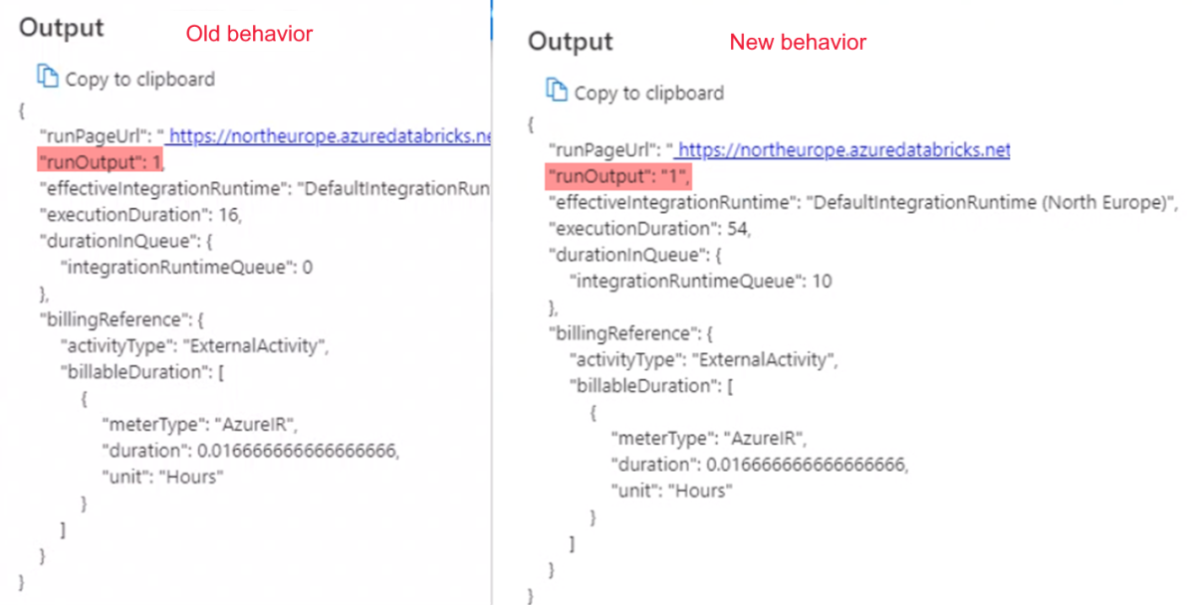 Output
Old behavior
Copy to clipboard
{
"runPageUrl": " https://northeurope.azuredatabricks.ne
"runOutput": 1,
"effectiveIntegrationRuntime": "DefaultIntegrationRun
"executionDuration": 16,
"durationInQueue": {
"integrationRuntimeQueue": 0
},
"billingReference": {
"activityType": "ExternalActivity",
"billableDuration": [
{
"meterType": "AzureIR",
"duration": 0.016666666666666666,
"unit": "Hours"
}
]
}
}
Output
New behavior
Copy to clipboard
{
"runPageUrl": " https://northeurope.azuredatabricks.net
"runOutput": "1",
"effectiveIntegrationRuntime": "DefaultIntegrationRuntime (North Europe)",
"executionDuration": 54,
"durationInQueue": {
"integrationRuntimeQueue": 10
},
"billingReference": {
"activityType": "ExternalActivity",
"billableDuration": [
{
"meterType": "AzureIR",
"duration": 0.016666666666666666,
"unit": "Hours"
}
]
}
}